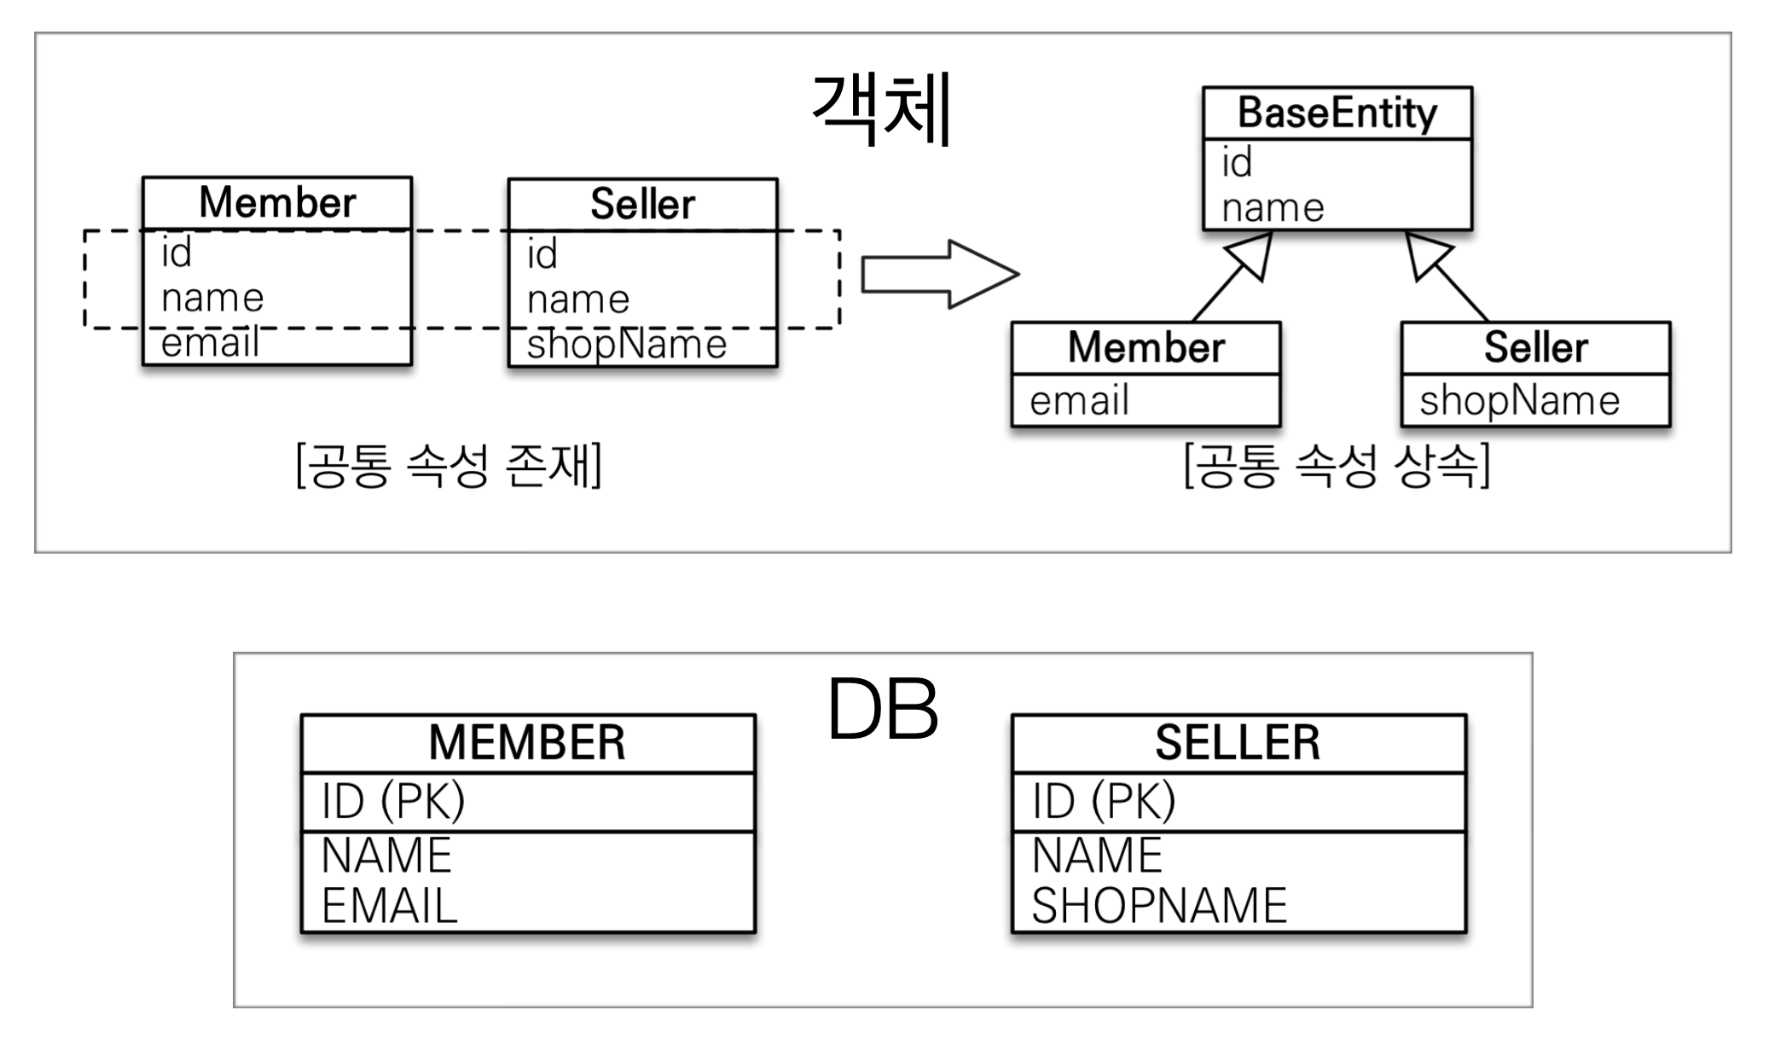 객체
Member
id
name
email
Seller
id
name
shopName
[공통 속성 존재]
BaseEntity
id
name
Member
email
Seller
shopName
[공통 속성 상속]
DB
MEMBER
ID (PK)
NAME
EMAIL
SELLER
ID (PK)
NAME
SHOPNAME